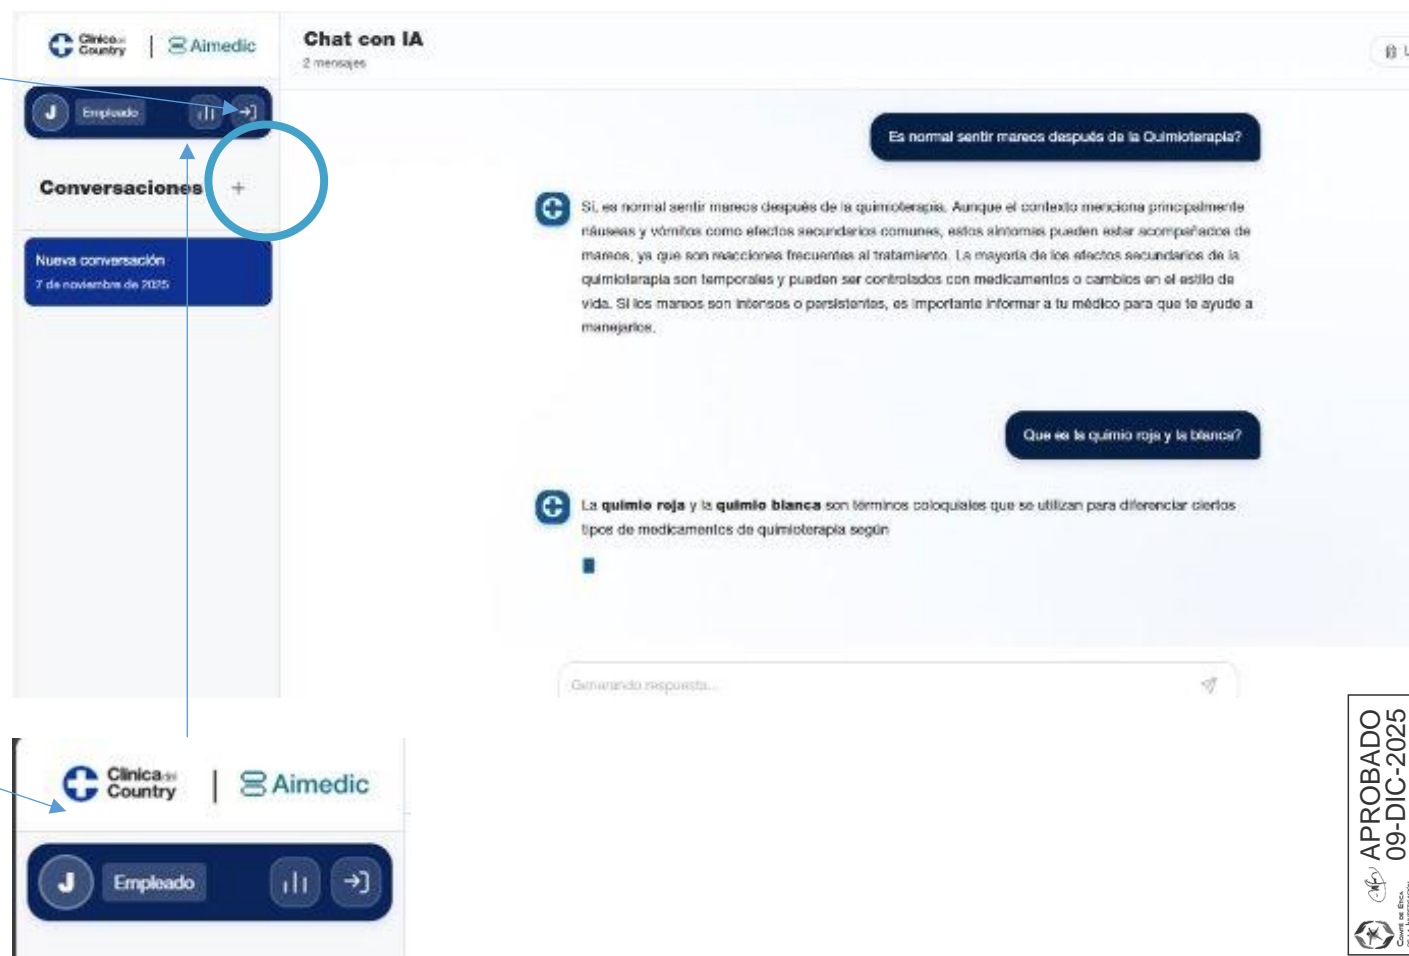 Clínica del
Country
Aimedic
Chat con IA
2 mensajes
J
Empleado
Conversaciones +
Nueva conversación
7 de noviembre de 2025
Es normal sentir mareos después de la Quimioterapia?
Sí, es normal sentir mareos después de la quimioterapia. Aunque el contexto menciona principalmente
náuseas y vómitos como efectos secundarios comunes, estos síntomas pueden estar acompañados de
mareos, ya que son reacciones frecuentes al tratamiento. La mayoría de los efectos secundarios de la
quimioterapia son temporales y pueden ser controlados con medicamentos o cambios en el estilo de
vida. Si los mareos son intensos o persistentes, es importante informar a tu médico para que te ayude a
manejarlos.
Que es la quimio roja y la blanca?
La quimio roja y la quimio blanca son términos coloquiales que se utilizan para diferenciar ciertos
tipos de medicamentos de quimioterapia según
Generando respuesta...
Clínica del
Country
Aimedic
J
Empleado
APROBADO
09-DIC-2025
COMITÉ DE ÉTICA
DE LA INVESTIGACIÓN